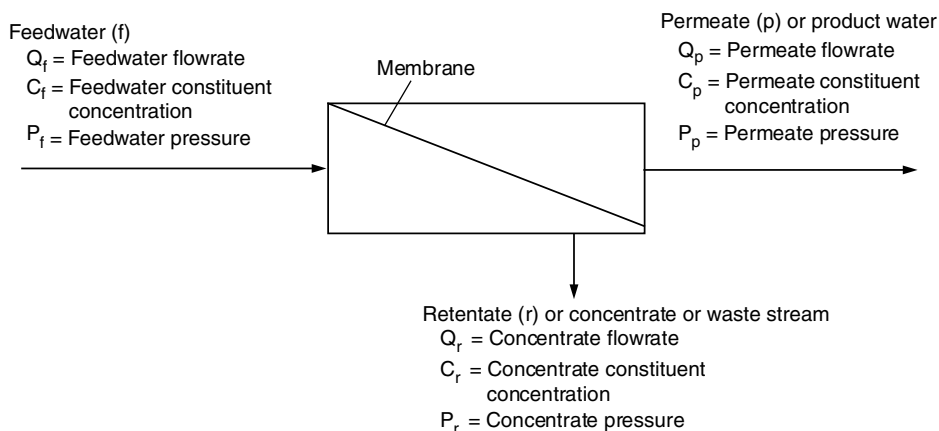 Feedwater (f)
Q_f = Feedwater flowrate
C_f = Feedwater constituent
concentration
P_f = Feedwater pressure
Membrane
Permeate (p) or product water
Q_p = Permeate flowrate
C_p = Permeate constituent
concentration
P_p = Permeate pressure
Retentate (r) or concentrate or waste stream
Q_r = Concentrate flowrate
C_r = Concentrate constituent
concentration
P_r = Concentrate pressure